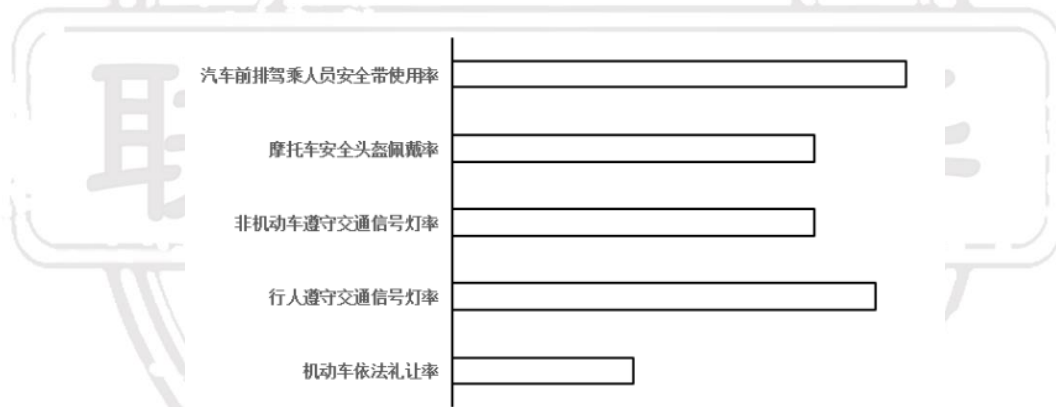 汽车前排驾乘人员安全带使用率
摩托车安全头盔佩戴率
非机动车遵守交通信号灯率
行人遵守交通信号灯率
机动车依法礼让率